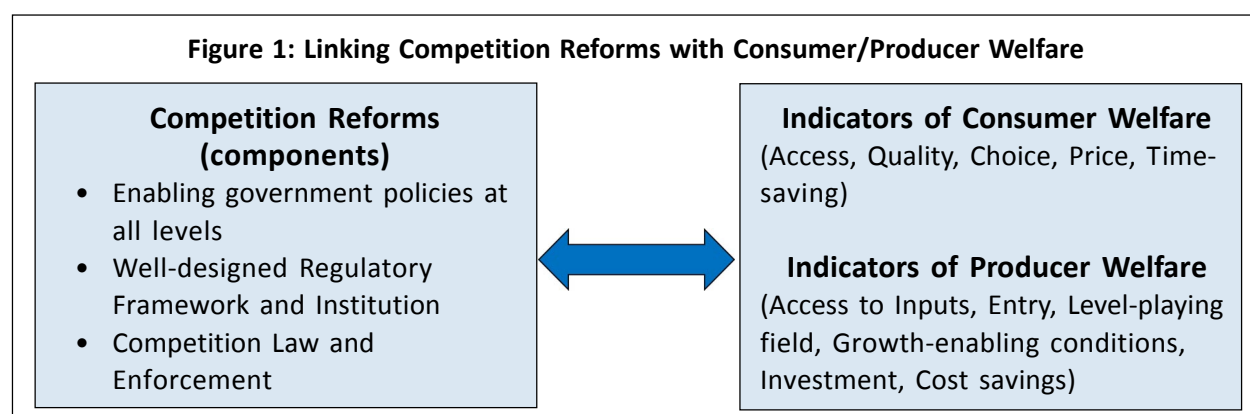 Figure 1: Linking Competition Reforms with Consumer/Producer Welfare
Competition Reforms
(components)
• Enabling government policies at
all levels
• Well-designed Regulatory
Framework and Institution
• Competition Law and
Enforcement
Indicators of Consumer Welfare
(Access, Quality, Choice, Price, Time-
saving)
Indicators of Producer Welfare
(Access to Inputs, Entry, Level-playing
field, Growth-enabling conditions,
Investment, Cost savings)